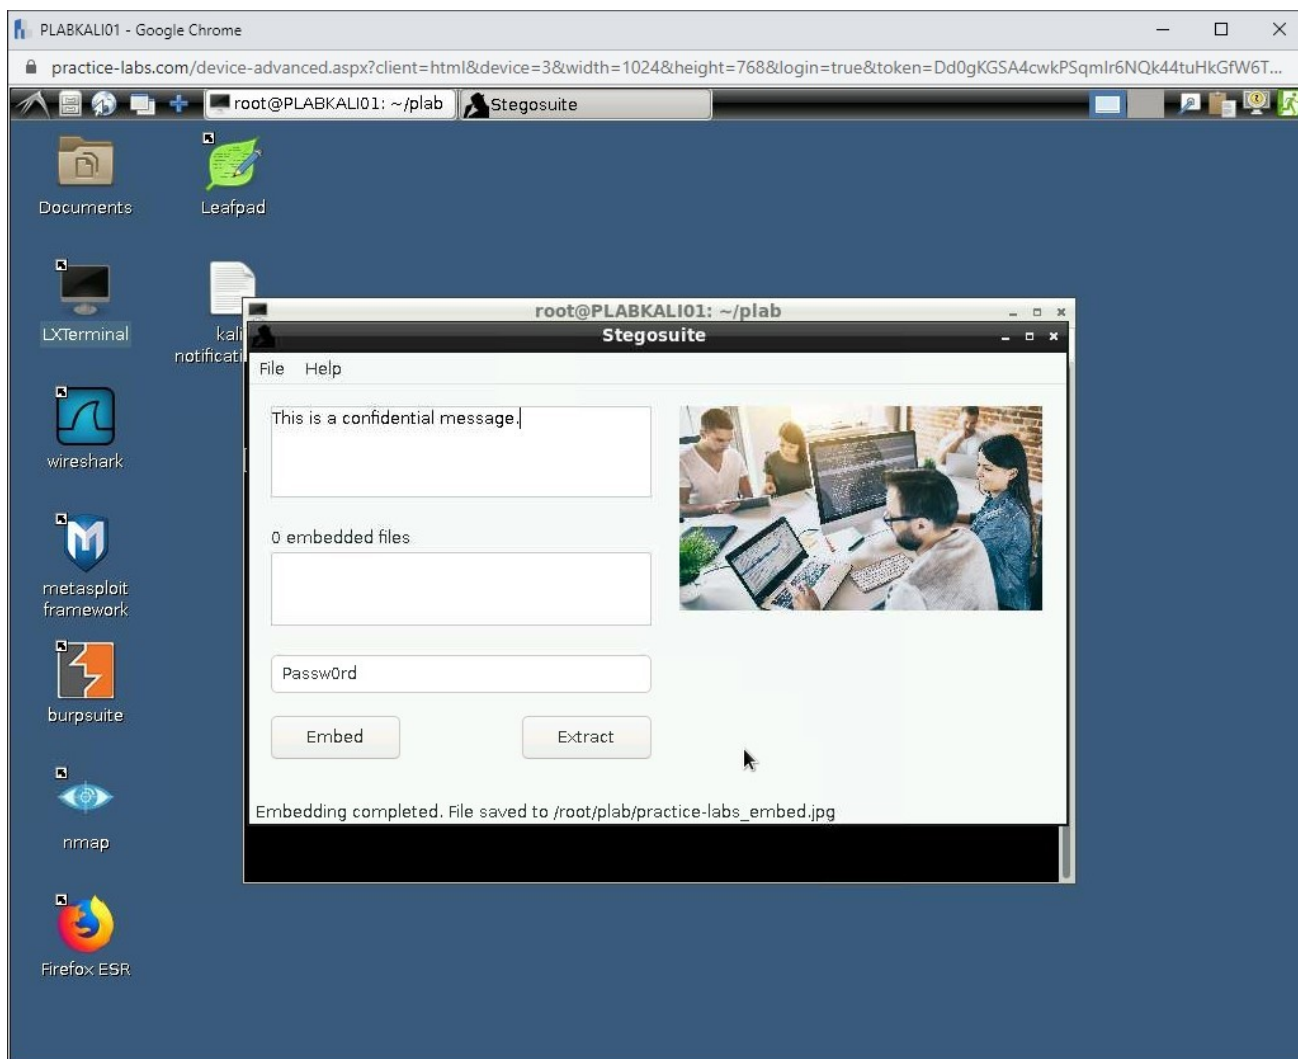 PLABKALI01 - Google Chrome
practice-labs.com/device-advanced.aspx?client=html&device=3&width=1024&height=768&login=true&token=Dd0gKGSA4cwkPSqmIr6NQk44tuHkGfW6T...
root@PLABKALI01: ~/plab
Stegosuite
Documents
Leafpad
LXTerminal
kali
notificati
root@PLABKALI01: ~/plab
Stegosuite
File Help
This is a confidential message.
0 embedded files
Passw0rd
Embed
Extract
Embedding completed. File saved to /root/plab/practice-labs_embed.jpg
wireshark
metasploit
framework
burpsuite
nmap
Firefox ESR